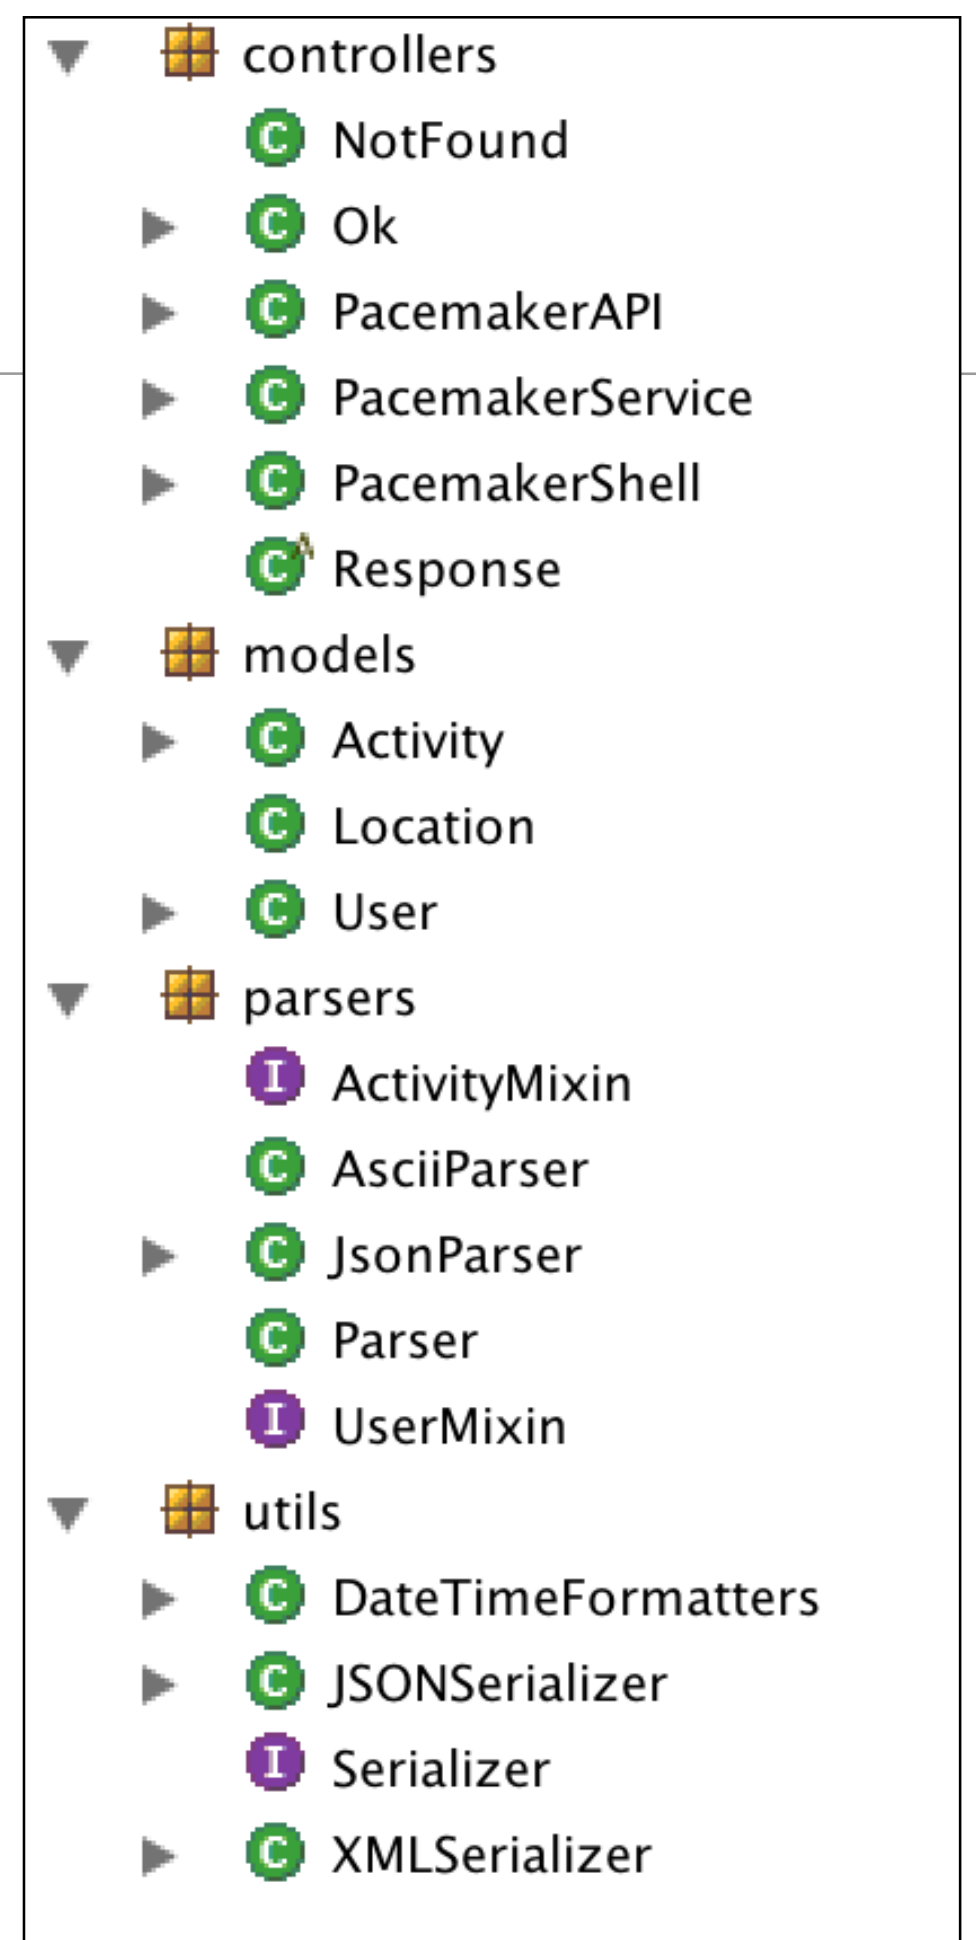 controllers
NotFound
Ok
PacemakerAPI
PacemakerService
PacemakerShell
Response
models
Activity
Location
User
parsers
ActivityMixin
AsciiParser
JsonParser
Parser
UserMixin
utils
DateTimeFormatters
JSONSerializer
Serializer
XMLSerializer